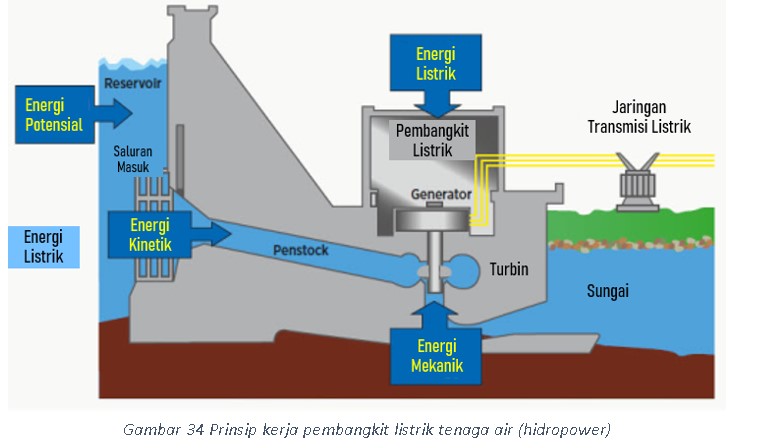 Energi
Listrik
Reservoir
Energi
Potensial
Jaringan
Transmisi Listrik
Pembangkit
Listrik
Saluran
Masuk
Generator
Energi
Kinetik
Energi
Listrik
Penstock
Turbin
Sungai
Energi
Mekanik
Gambar 34 Prinsip kerja pembangkit listrik tenaga air (hidropower)